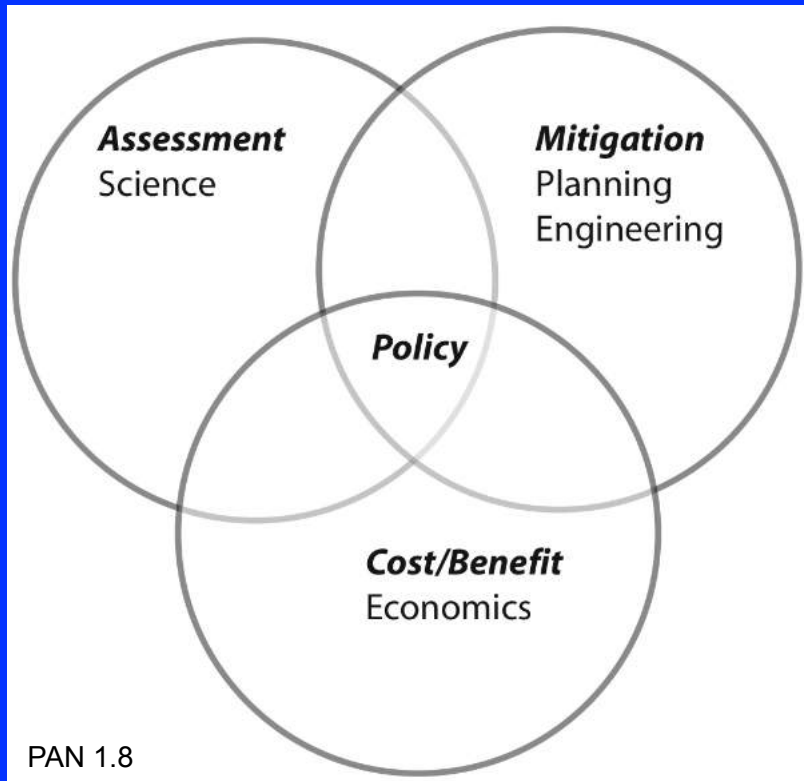 Assessment
Science
Mitigation
Planning
Engineering
Policy
Cost/Benefit
Economics
PAN 1.8